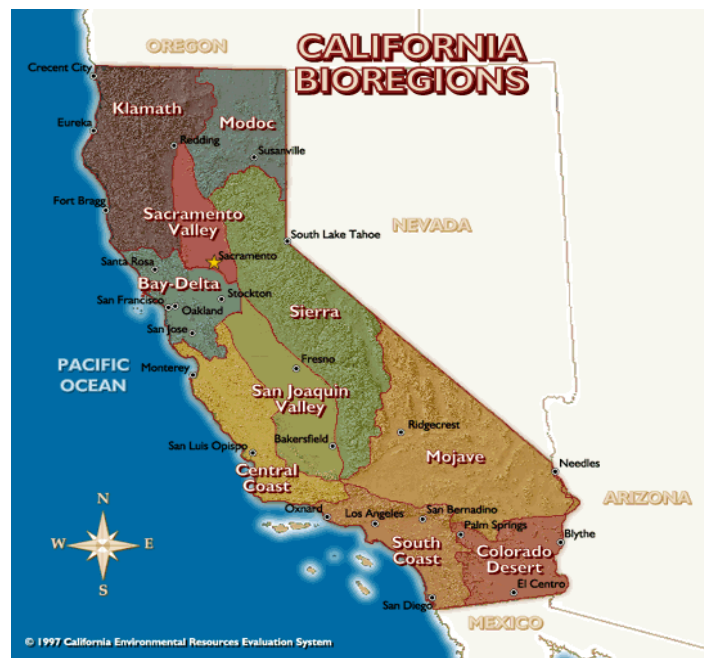 OREGON
CALIFORNIA
BIOREGIONS
Crescent City
Klamath
Modoc
Eureka
Redding
Susanville
Fort Bragg
Sacramento
Valley
NEVADA
South Lake Tahoe
Santa Rosa
Sacramento
Bay-Delta
San Francisco
Stockton
Oakland
Sierra
San Jose
PACIFIC
OCEAN
Monterey
Fresno
San Joaquin
Valley
Ridgecrest
San Luis Opispo
Bakersfield
Mojave
Needles
Central
Coast
ARIZONA
Oxnard
Los Angeles
San Bernadino
Palm Springs
Blythe
South
Coast
Colorado
Desert
El Centro
San Diego
MEXICO
N
W
E
S
© 1997 California Environmental Resources Evaluation System